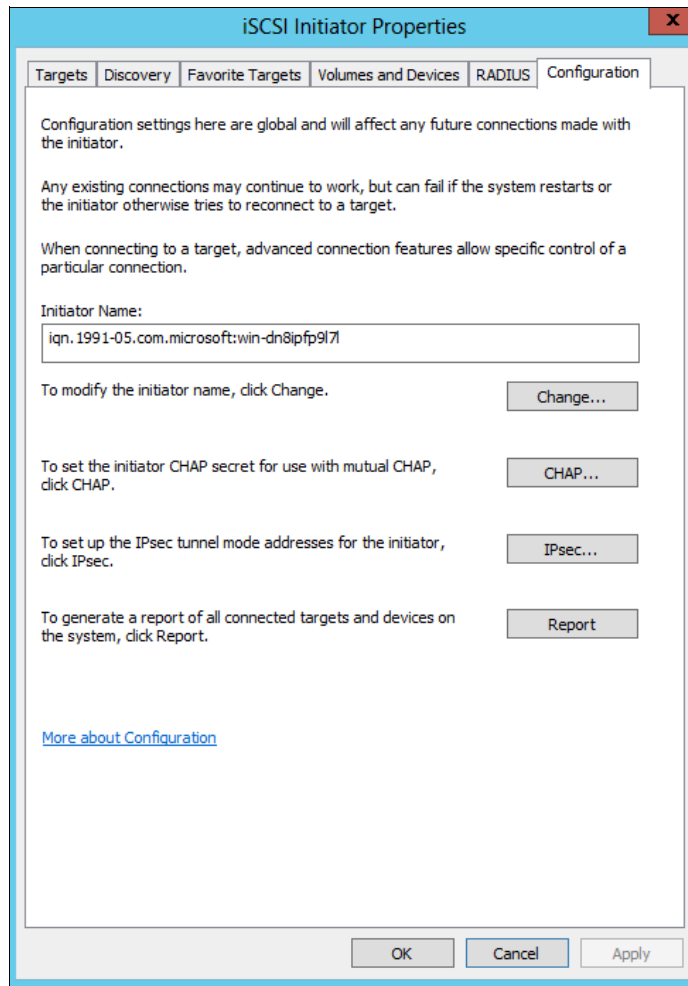 iSCSI Initiator Properties
x
Targets Discovery Favorite Targets Volumes and Devices RADIUS Configuration
Configuration settings here are global and will affect any future connections made with
the initiator.
Any existing connections may continue to work, but can fail if the system restarts or
the initiator otherwise tries to reconnect to a target.
When connecting to a target, advanced connection features allow specific control of a
particular connection.
Initiator Name:
iqn.1991-05.com.microsoft:win-dn8ipfp9l7l
To modify the initiator name, click Change.
Change...
To set the initiator CHAP secret for use with mutual CHAP,
click CHAP.
CHAP...
To set up the IPsec tunnel mode addresses for the initiator,
click IPsec.
IPsec...
To generate a report of all connected targets and devices on
the system, click Report.
Report
More about Configuration
OK Cancel Apply